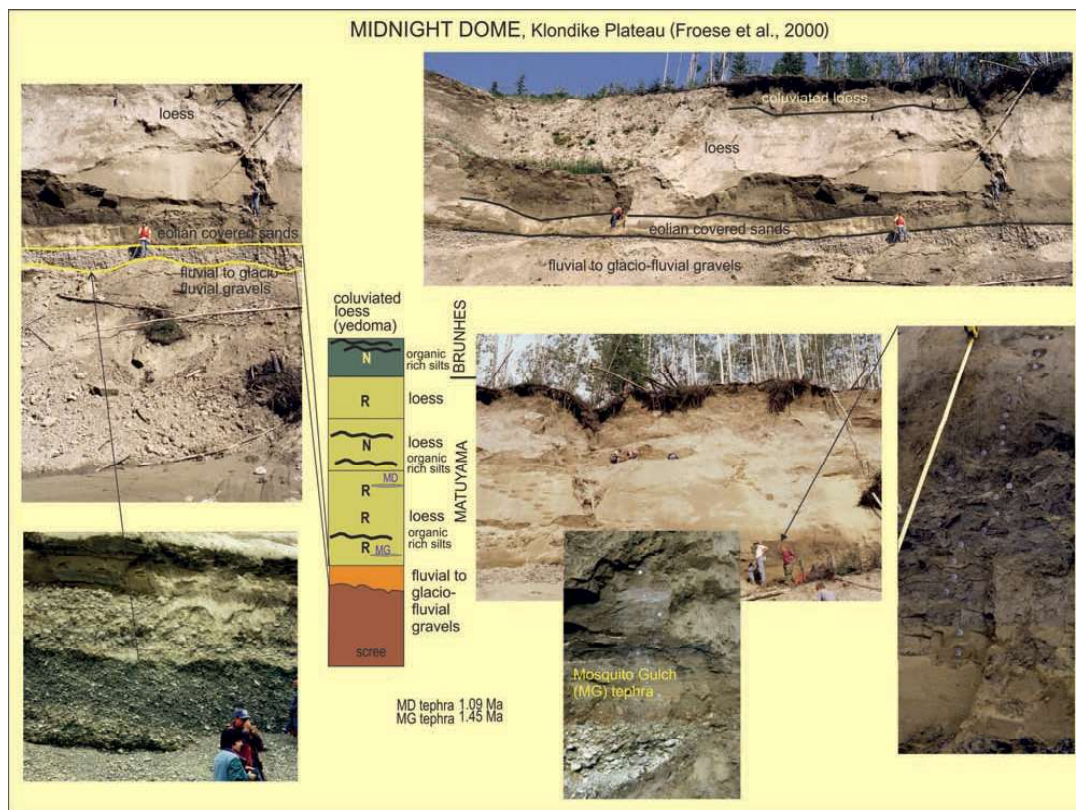 MIDNIGHT DOME, Klondike Plateau (Froese et al., 2000)
loess
eolian covered sands
fluvial to glacio-
fluvial gravels
coluviated loess
loess
eolian covered sands
fluvial to glacio-fluvial gravels
coluviated
loess
(yedoma)
N
organic
rich silts
BRUNHES
R
loess
N
loess
organic
rich silts
MD
R
MATUYAMA
R
loess
organic
rich silts
R
MG
fluvial to
glacio-
fluvial
gravels
scree
MD tephra 1.09 Ma
MG tephra 1.45 Ma
Mosquito Gulch
(MG) tephra